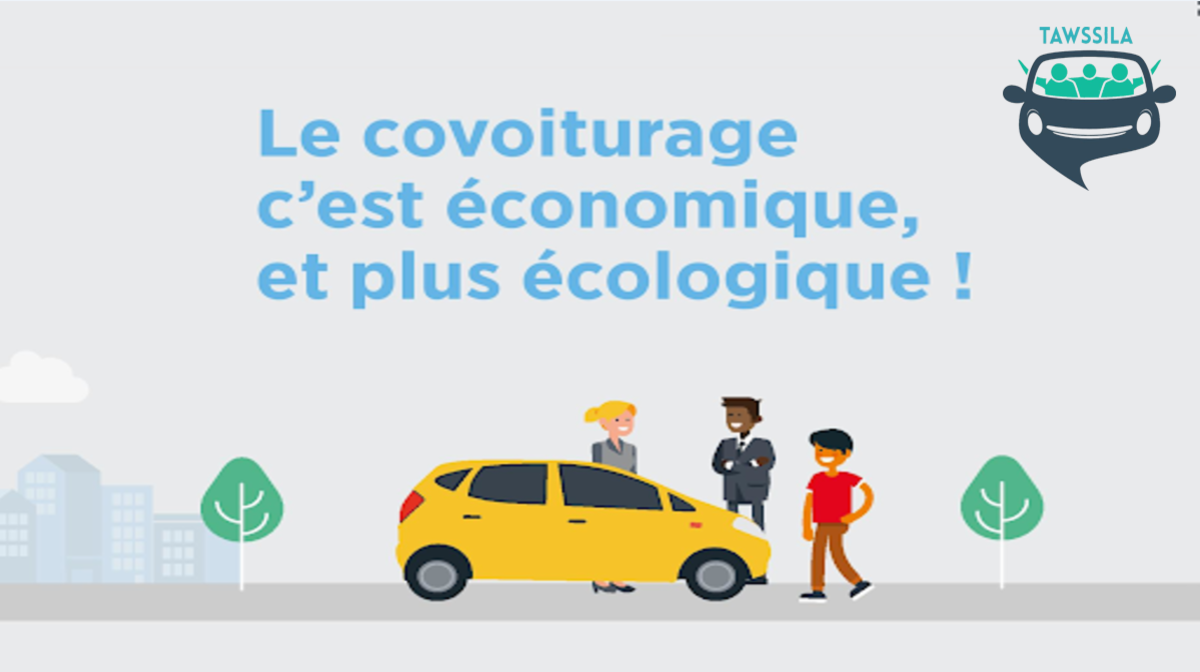 TAWSSILA
Le covoiturage
c’est économique,
et plus écologique !